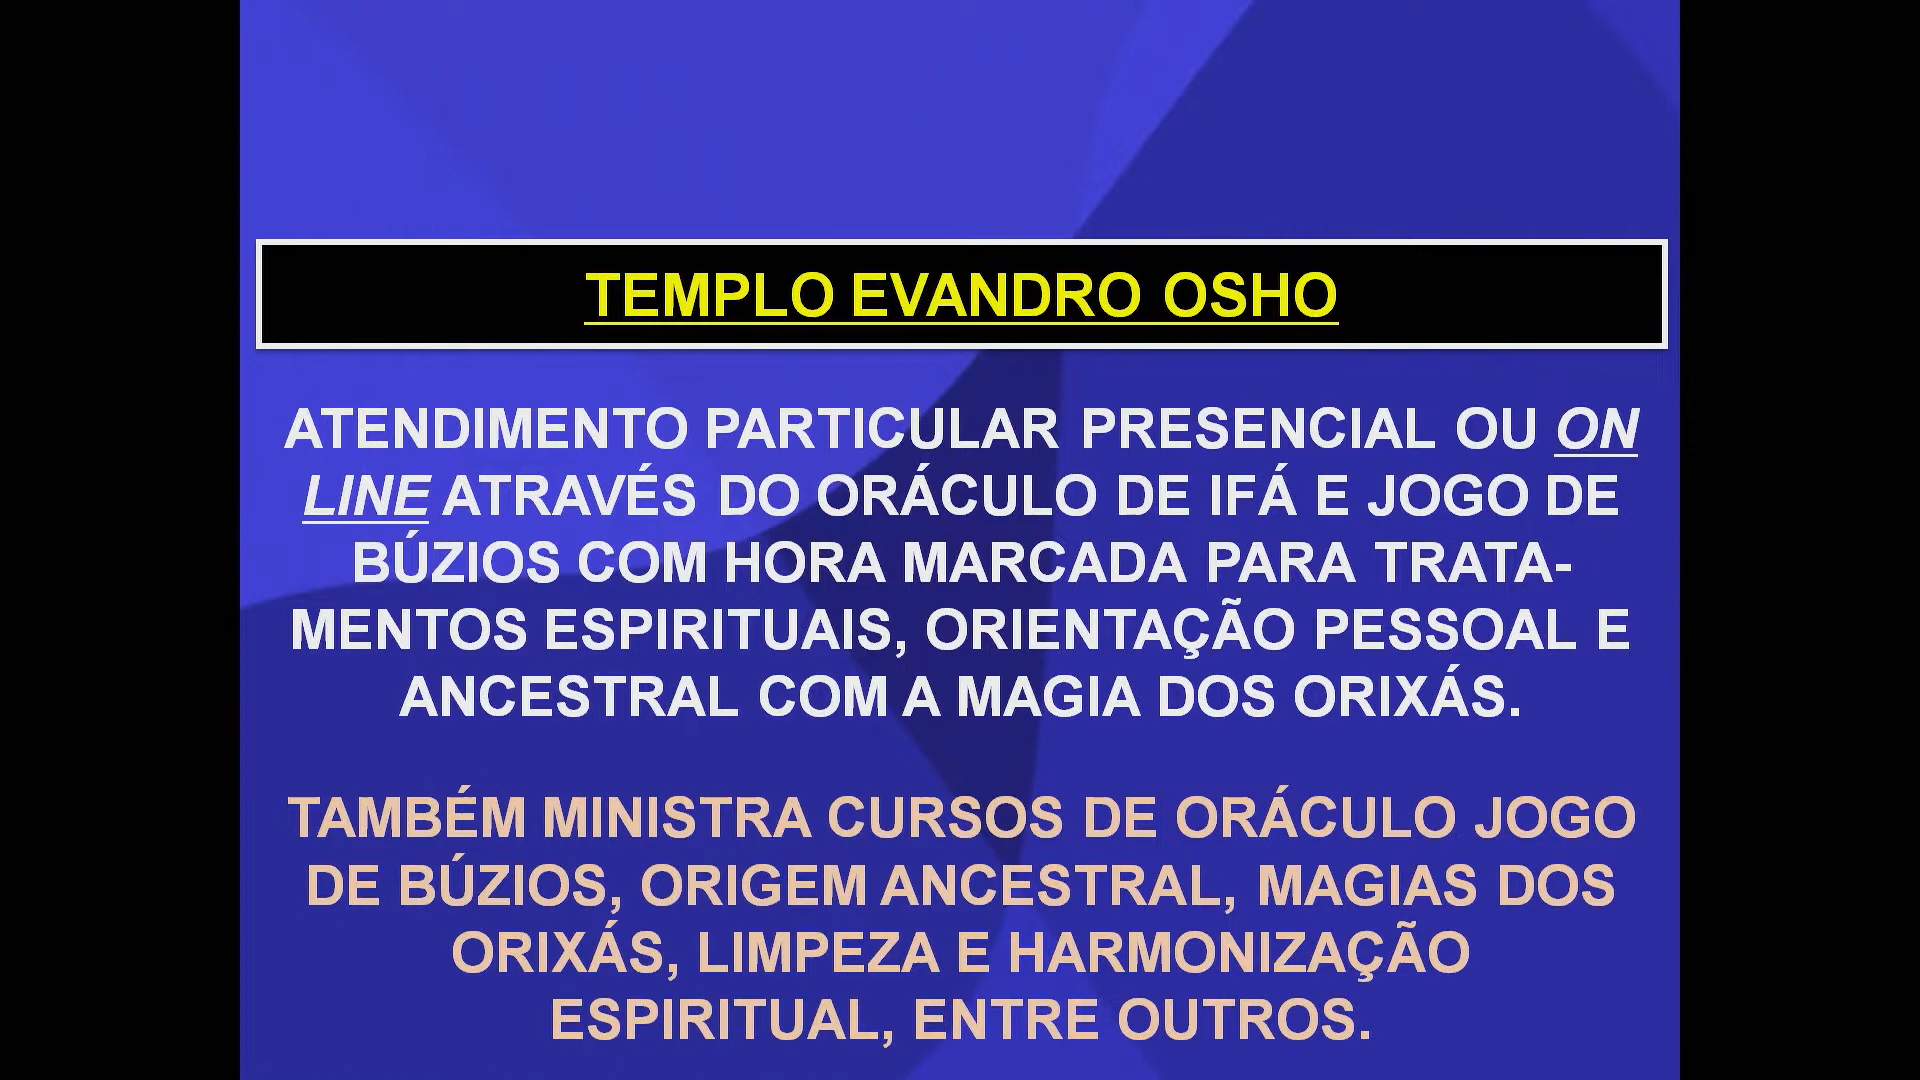 TEMPLO EVANDRO OSHO
ATENDIMENTO PARTICULAR PRESENCIAL OU ON
LINE ATRAVÉS DO ORÁCULO DE IFÁ E JOGO DE
BÚZIOS COM HORA MARCADA PARA TRATA-
MENTOS ESPIRITUAIS, ORIENTAÇÃO PESSOAL E
ANCESTRAL COM A MAGIA DOS ORIXÁS.
TAMBÉM MINISTRA CURSOS DE ORÁCULO JOGO
DE BÚZIOS, ORIGEM ANCESTRAL, MAGIAS DOS
ORIXÁS, LIMPEZA E HARMONIZAÇÃO
ESPIRITUAL, ENTRE OUTROS.